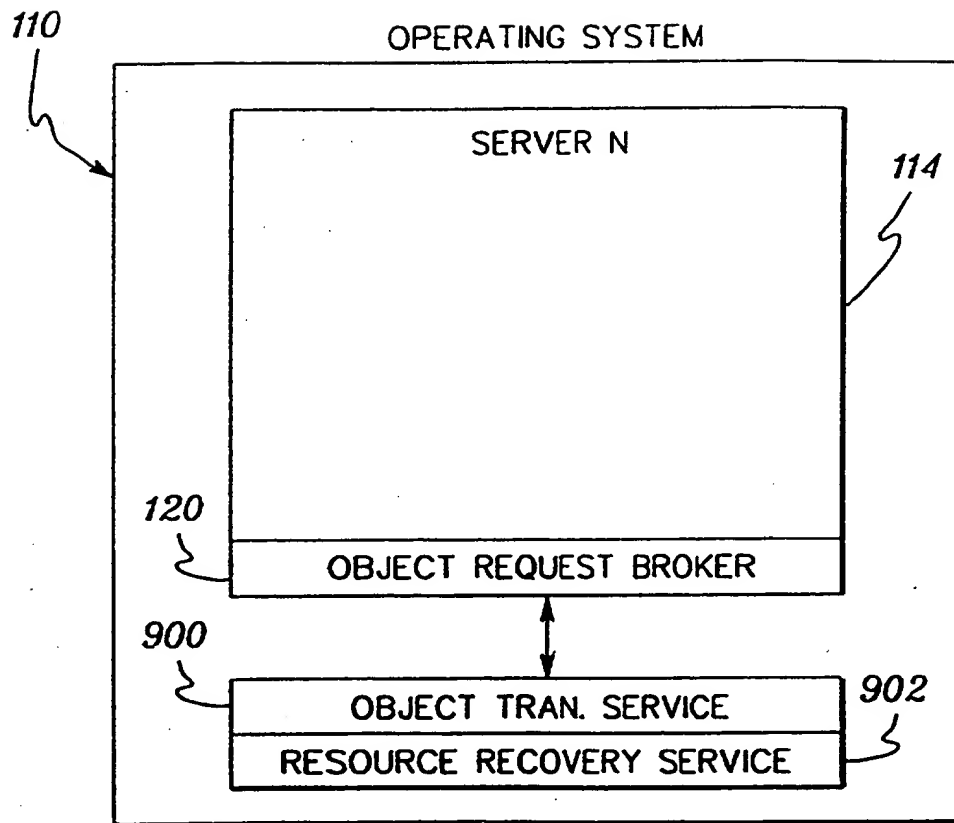 110
OPERATING SYSTEM
SERVER N
114
120
OBJECT REQUEST BROKER
900
OBJECT TRAN. SERVICE
902
RESOURCE RECOVERY SERVICE